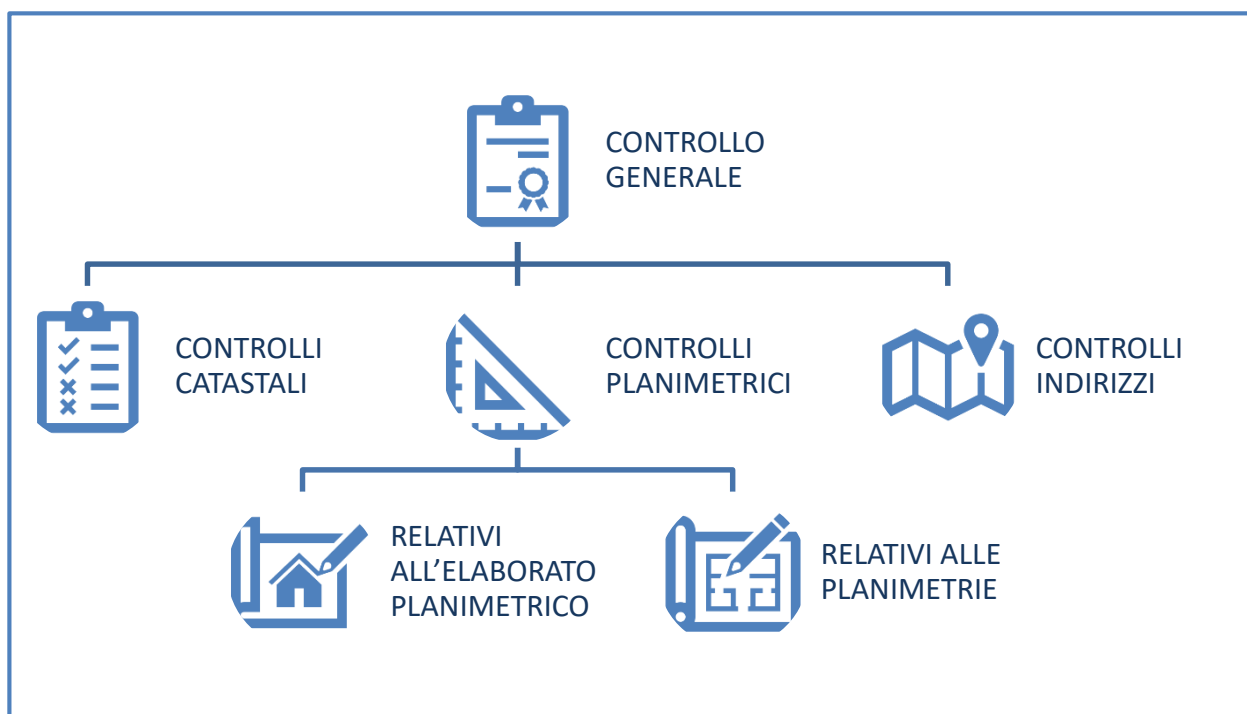 CONTROLLO
GENERALE
CONTROLLI
CATASTALI
CONTROLLI
PLANIMETRICI
CONTROLLI
INDIRIZZI
RELATIVI
ALL’ELABORATO
PLANIMETRICO
RELATIVI ALLE
PLANIMETRIE